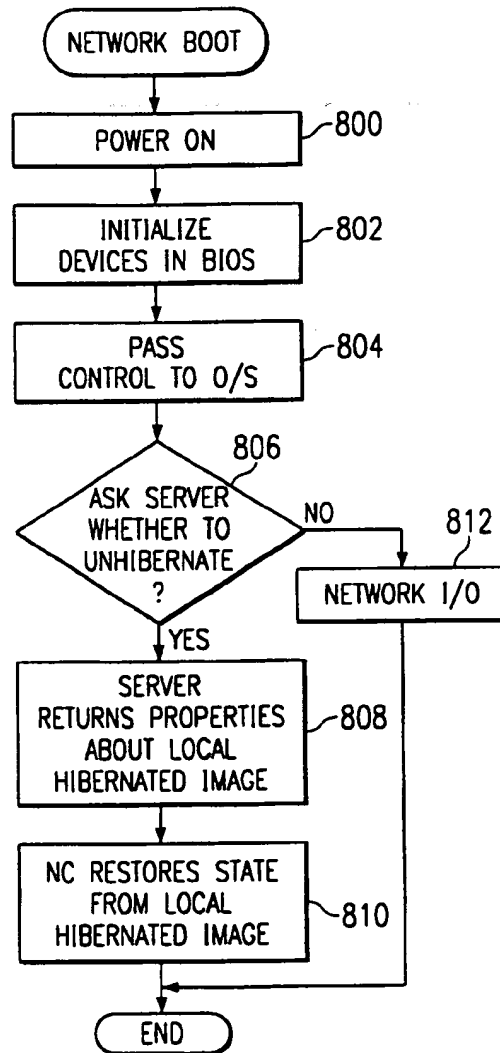 NETWORK BOOT
POWER ON
800
INITIALIZE
DEVICES IN BIOS
802
PASS
CONTROL TO O/S
804
806
ASK SERVER
WHETHER TO
UNHIBERNATE
?
NO
812
NETWORK I/O
YES
SERVER
RETURNS PROPERTIES
ABOUT LOCAL
HIBERNATED IMAGE
808
NC RESTORES STATE
FROM LOCAL
HIBERNATED IMAGE
810
END